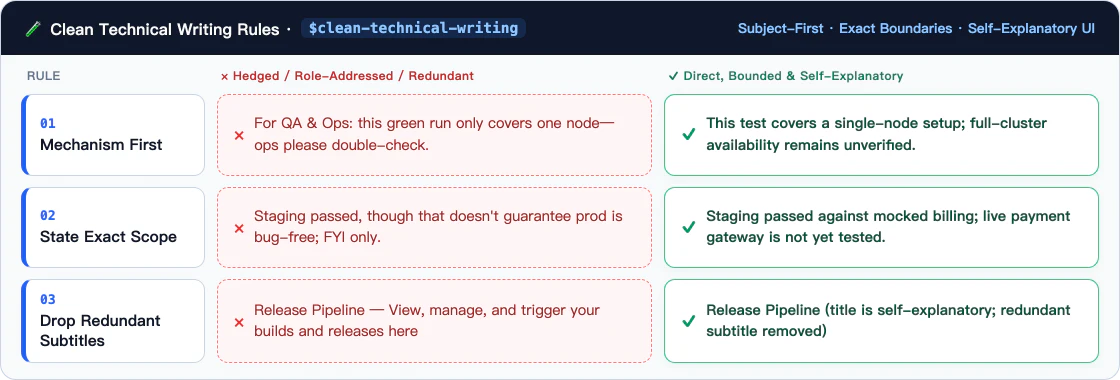 Clean Technical Writing Rules · $clean-technical-writing
Subject-First · Exact Boundaries · Self-Explanatory UI
RULE
× Hedged / Role-Addressed / Redundant
✓ Direct, Bounded & Self-Explanatory
01
Mechanism First
× For QA & Ops: this green run only covers one node—
ops please double-check.
✓ This test covers a single-node setup; full-cluster
availability remains unverified.
02
State Exact Scope
× Staging passed, though that doesn't guarantee prod is
bug-free; FYI only.
✓ Staging passed against mocked billing; live payment
gateway is not yet tested.
03
Drop Redundant
Subtitles
× Release Pipeline — View, manage, and trigger your
builds and releases here
✓ Release Pipeline (title is self-explanatory; redundant
subtitle removed)